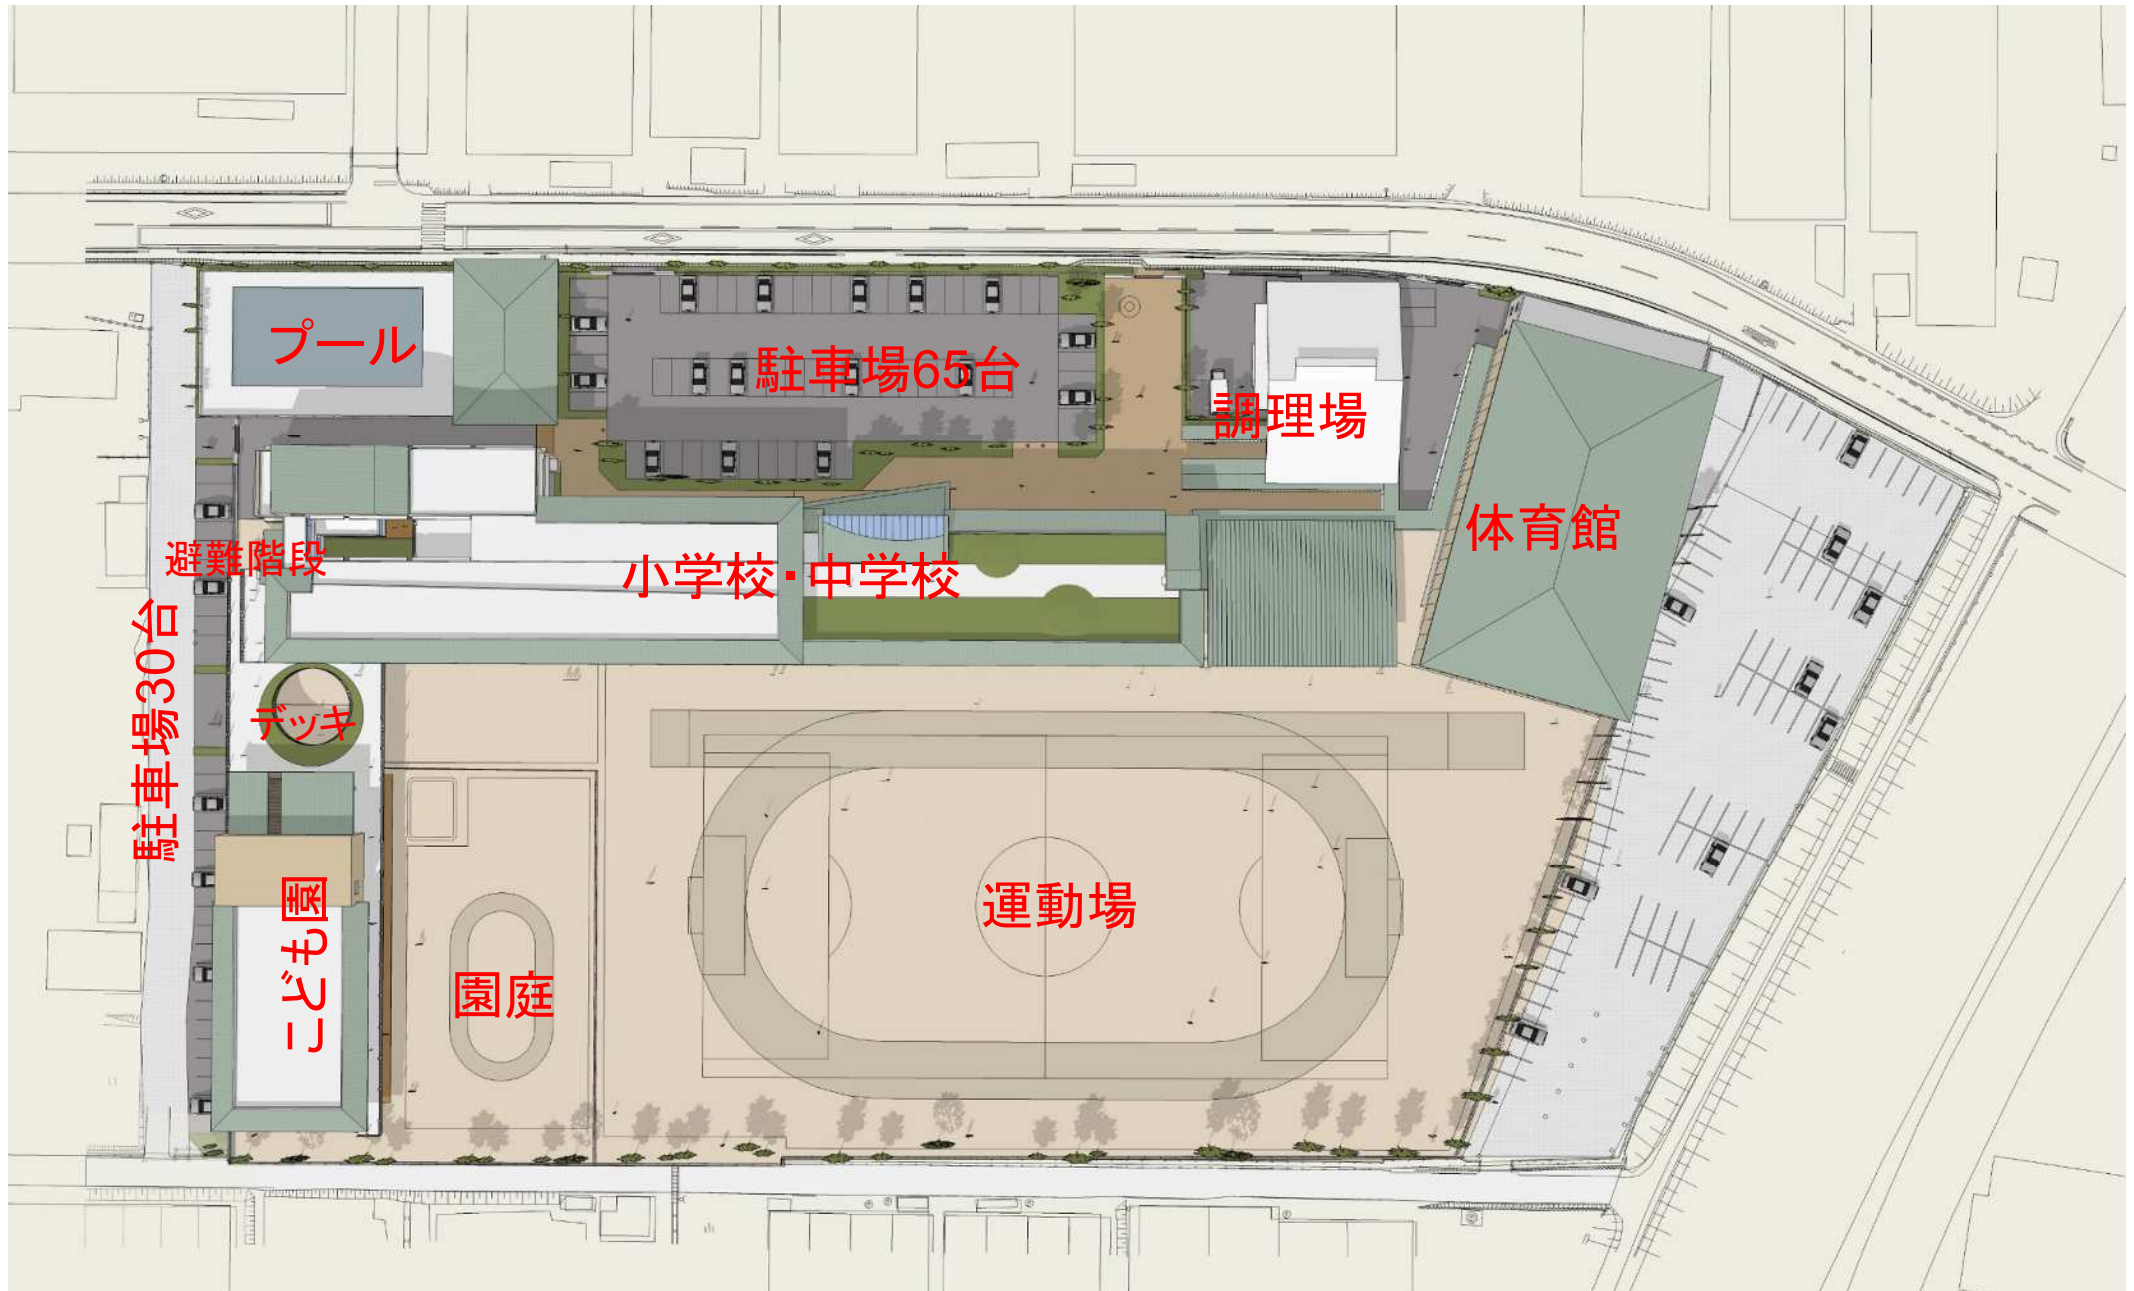 プール
駐車場65台
調理場
体育館
避難階段
小学校・中学校
駐車場30台
デッキ
こども園
園庭
運動場